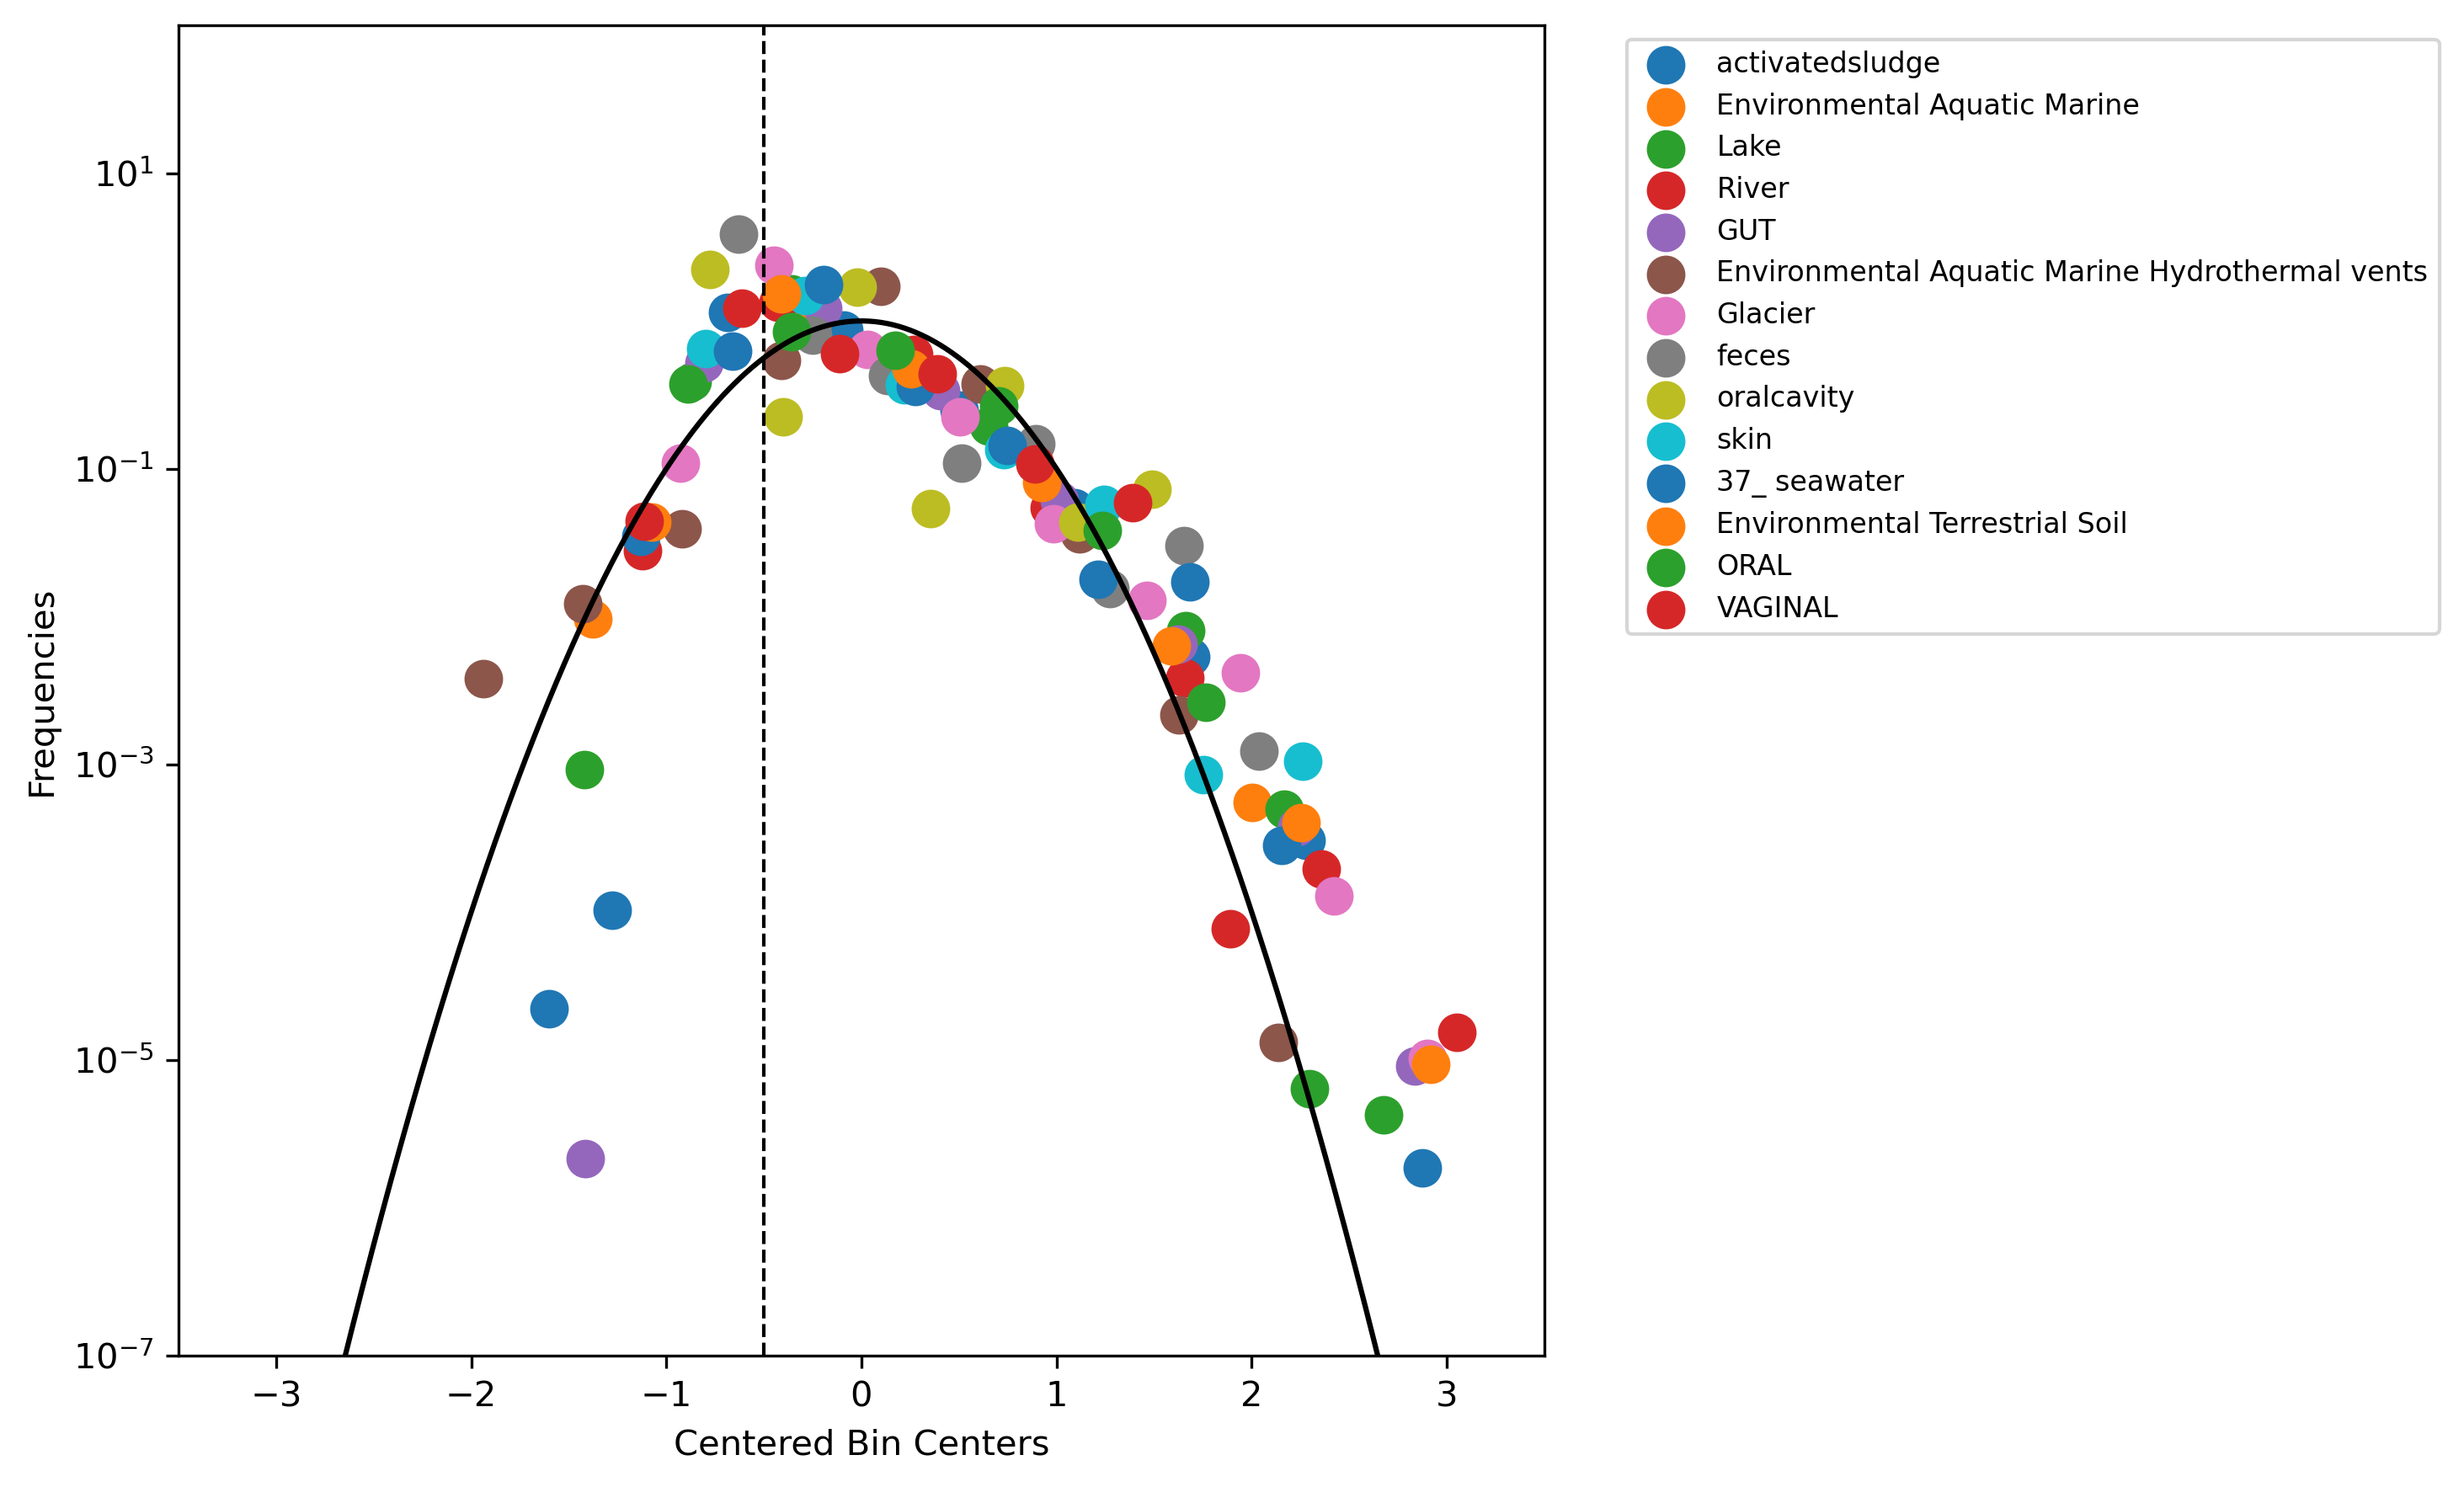 10¹
10⁻¹
10⁻³
10⁻⁵
10⁻⁷
Frequencies
−3 −2 −1 0 1 2 3
Centered Bin Centers
activatedsludge
Environmental Aquatic Marine
Lake
River
GUT
Environmental Aquatic Marine Hydrothermal vents
Glacier
feces
oralcavity
skin
37_ seawater
Environmental Terrestrial Soil
ORAL
VAGINAL